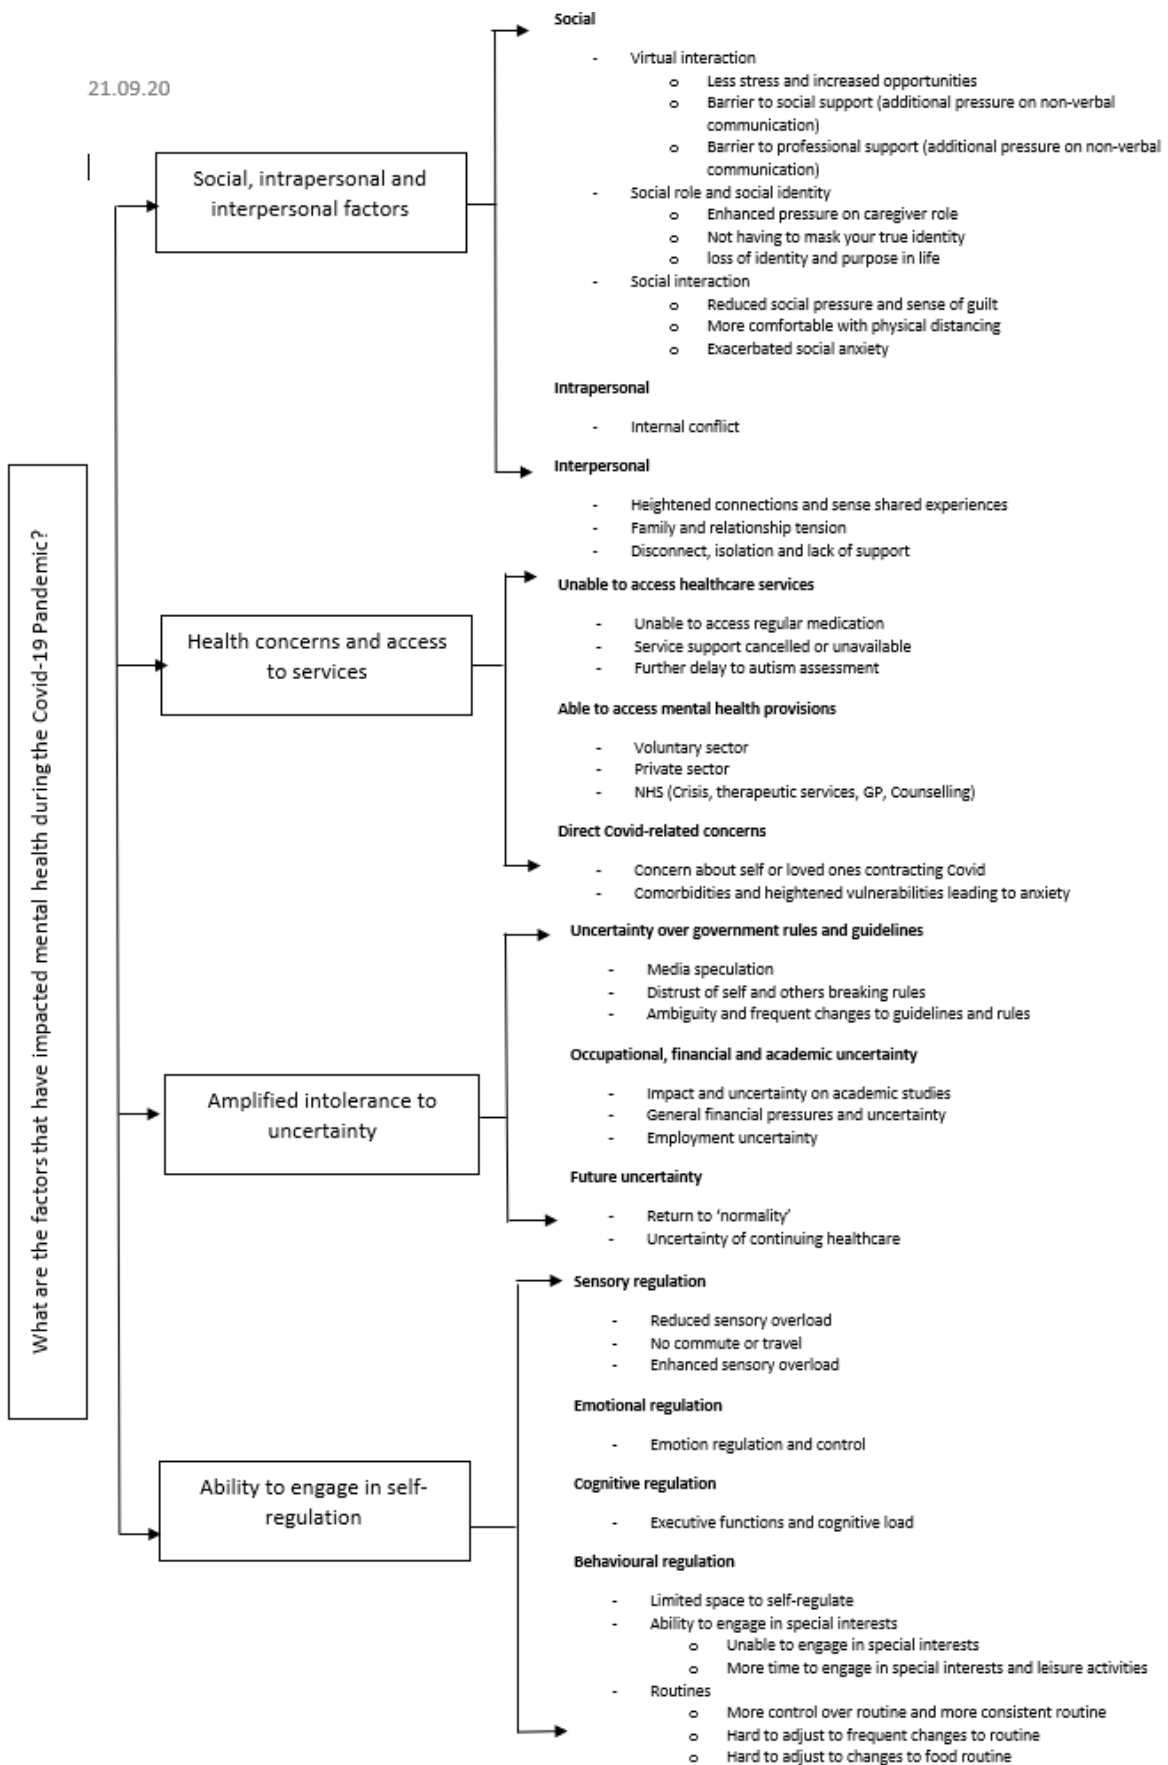 21.09.20
What are the factors that have impacted mental health during the Covid-19 Pandemic?
Social, intrapersonal and
interpersonal factors
Social
- Virtual interaction
o Less stress and increased opportunities
o Barrier to social support (additional pressure on non-verbal
communication)
o Barrier to professional support (additional pressure on non-verbal
communication)
- Social role and social identity
o Enhanced pressure on caregiver role
o Not having to mask your true identity
o loss of identity and purpose in life
- Social interaction
o Reduced social pressure and sense of guilt
o More comfortable with physical distancing
o Exacerbated social anxiety
Intrapersonal
- Internal conflict
Interpersonal
- Heightened connections and sense shared experiences
- Family and relationship tension
- Disconnect, isolation and lack of support
Health concerns and access
to services
Unable to access healthcare services
- Unable to access regular medication
- Service support cancelled or unavailable
- Further delay to autism assessment
Able to access mental health provisions
- Voluntary sector
- Private sector
- NHS (Crisis, therapeutic services, GP, Counselling)
Direct Covid-related concerns
- Concern about self or loved ones contracting Covid
- Comorbidities and heightened vulnerabilities leading to anxiety
Amplified intolerance to
uncertainty
Uncertainty over government rules and guidelines
- Media speculation
- Distrust of self and others breaking rules
- Ambiguity and frequent changes to guidelines and rules
Occupational, financial and academic uncertainty
- Impact and uncertainty on academic studies
- General financial pressures and uncertainty
- Employment uncertainty
Future uncertainty
- Return to ‘normality’
- Uncertainty of continuing healthcare
Ability to engage in self-
regulation
Sensory regulation
- Reduced sensory overload
- No commute or travel
- Enhanced sensory overload
Emotional regulation
- Emotion regulation and control
Cognitive regulation
- Executive functions and cognitive load
Behavioural regulation
- Limited space to self-regulate
- Ability to engage in special interests
o Unable to engage in special interests
o More time to engage in special interests and leisure activities
- Routines
o More control over routine and more consistent routine
o Hard to adjust to frequent changes to routine
o Hard to adjust to changes to food routine